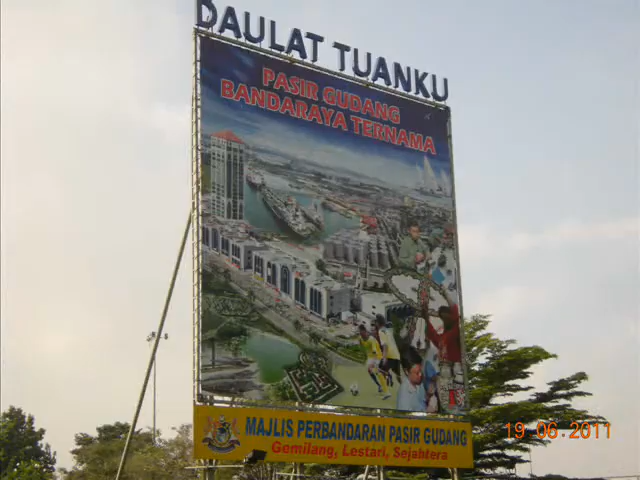 DAULAT TUANKU
PASIR GUDANG
BANDARAYA TERNAMA
MAJLIS PERBANDARAN PASIR GUDANG
Gemilang, Lestari, Sejahtera
19.06.2011